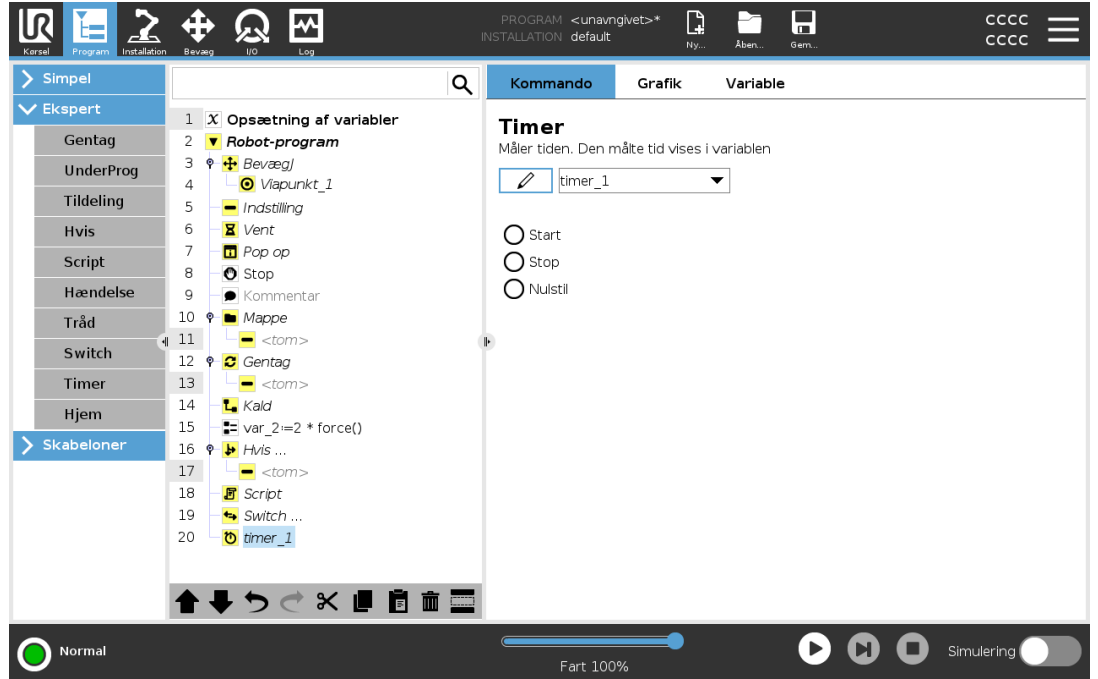 UR
Kørsel
Program
Installation
Bevæg
I/O
Log
PROGRAM <unavngivet>*
INSTALLATION default
Ny...
Åben...
Gem...
CCCC
CCCC
Simpel
Ekspert
Gentag
UnderProg
Tildeling
Hvis
Script
Hændelse
Tråd
Switch
Timer
Hjem
Skabeloner
1 X Opsætning af variabler
2 Robot-program
3 BevægJ
4 Viapunkt_1
5 Indstilling
6 Vent
7 Pop op
8 Stop
9 Kommentar
10 Mappe
11 <tom>
12 Gentag
13 <tom>
14 Kald
15 var_2≔2 * force()
16 Hvis ...
17 <tom>
18 Script
19 Switch ...
20 timer_1
Kommando Grafik Variable
Timer
Måler tiden. Den målte tid vises i variablen
timer_1
Start
Stop
Nulstil
Normal
Fart 100%
Simulering